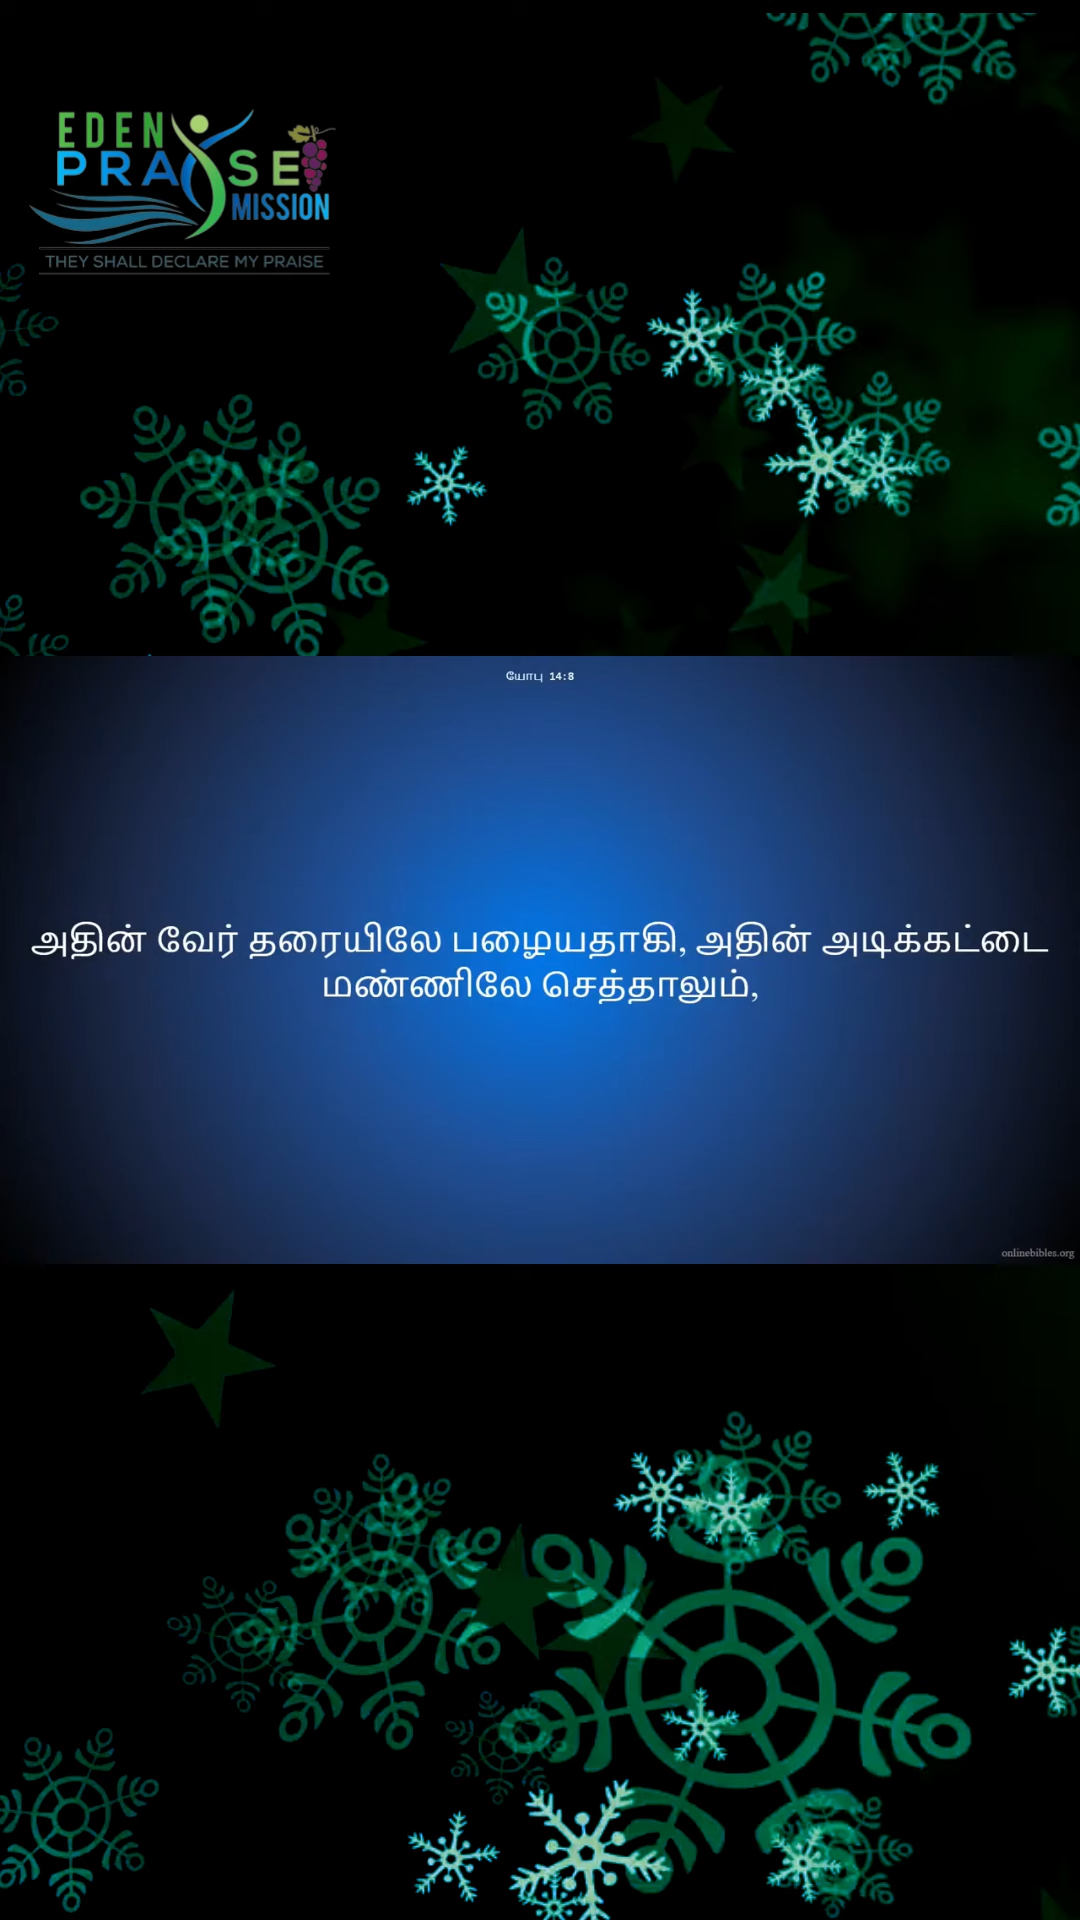 EDEN
PRAYSE
MISSION
THEY SHALL DECLARE MY PRAISE
யோபு 14:8
அதின் வேர் தரையிலே பழையதாகி, அதின் அடிக்கட்டை
மண்ணிலே செத்தாலும்,
onlinebibles.org